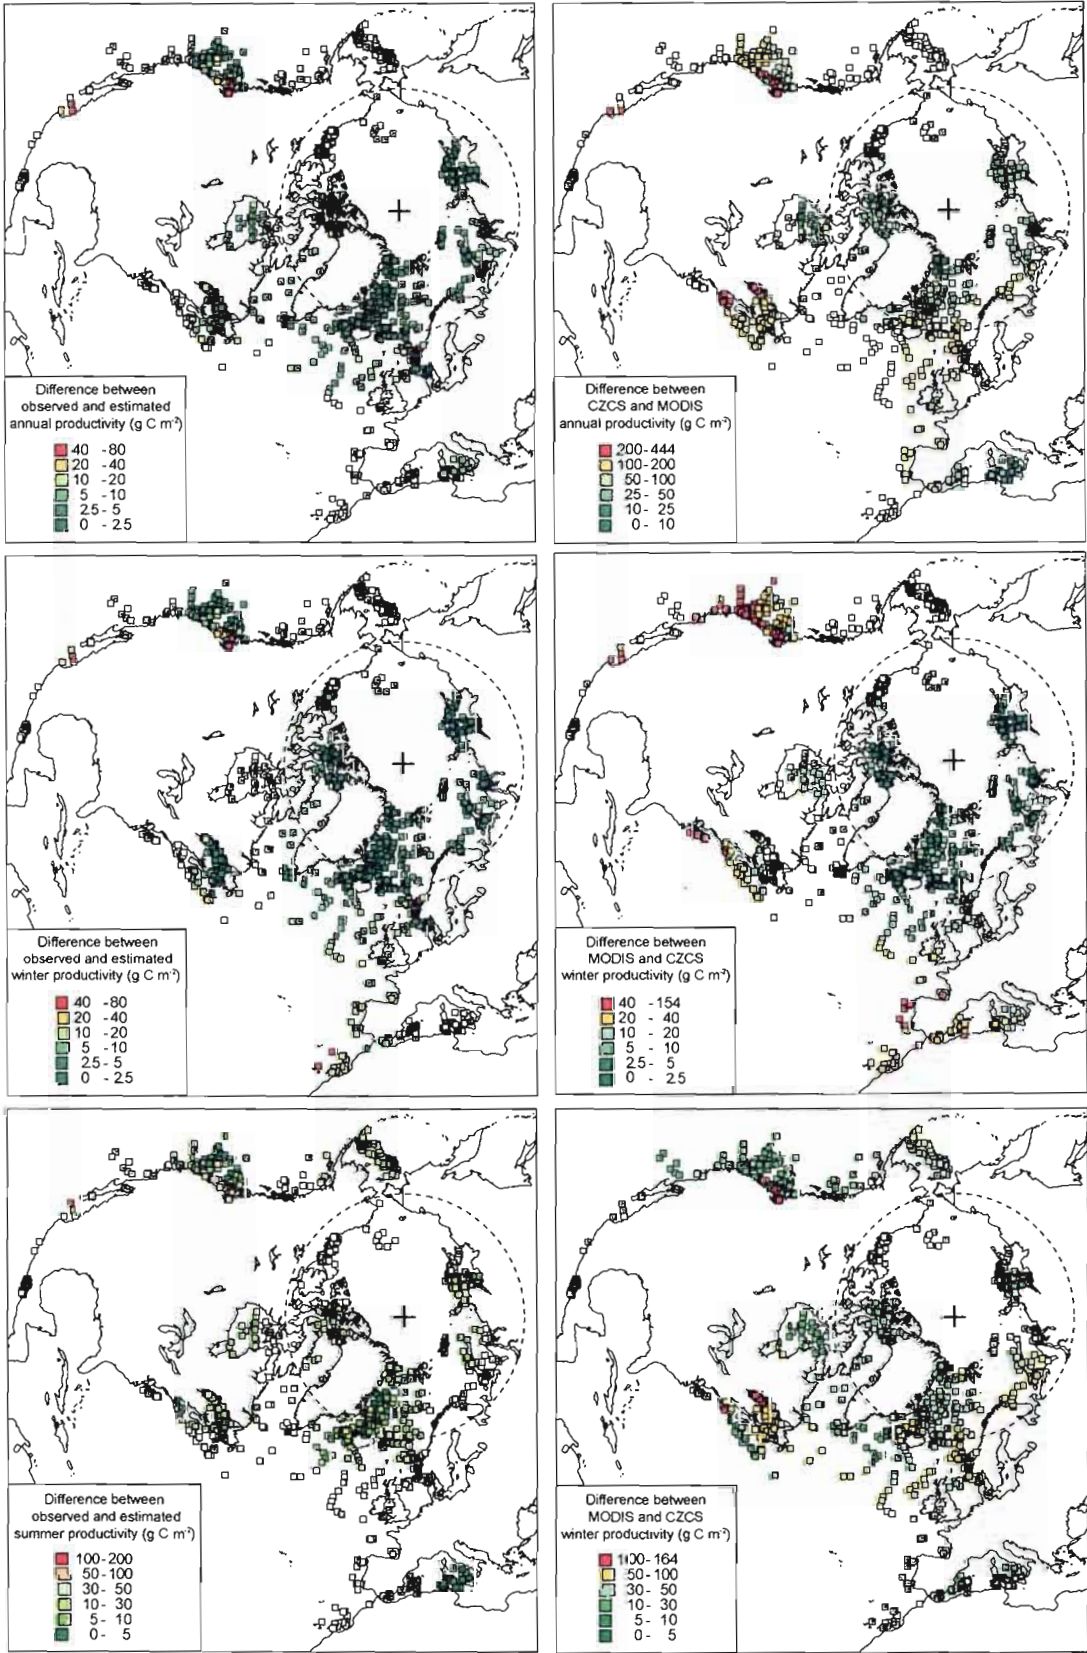 Difference between
observed and estimated
annual productivity (g C m-2)
40 - 80
20 - 40
10 - 20
5 - 10
2.5 - 5
0 - 2.5
Difference between
CZCS and MODIS
annual productivity (g C m-2)
200 - 444
100 - 200
50 - 100
25 - 50
10 - 25
0 - 10
Difference between
observed and estimated
winter productivity (g C m-2)
40 - 80
20 - 40
10 - 20
5 - 10
2.5 - 5
0 - 2.5
Difference between
MODIS and CZCS
winter productivity (g C m-2)
40 - 154
20 - 40
10 - 20
5 - 10
2.5 - 5
0 - 2.5
Difference between
observed and estimated
summer productivity (g C m-2)
100 - 200
50 - 100
30 - 50
10 - 30
5 - 10
0 - 5
Difference between
MODIS and CZCS
winter productivity (g C m-2)
100 - 164
50 - 100
30 - 50
10 - 30
5 - 10
0 - 5